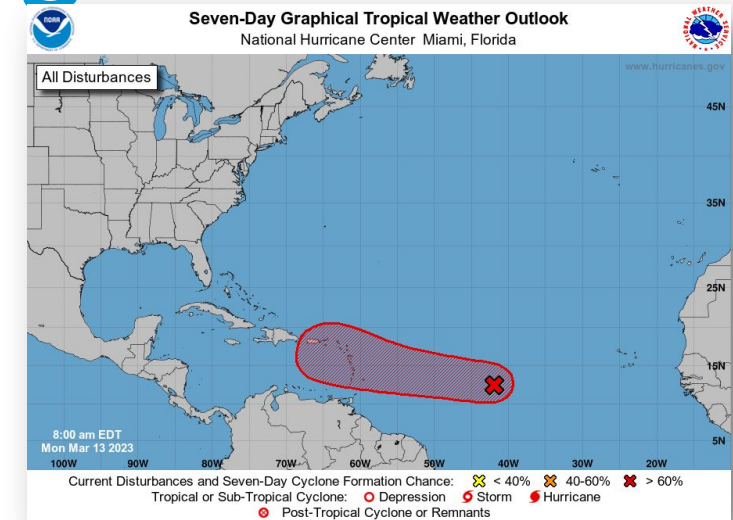 NOAA
Seven-Day Graphical Tropical Weather Outlook
National Hurricane Center Miami, Florida
All Disturbances
www.hurricanes.gov
45N
35N
25N
15N
5N
8:00 am EDT
Mon Mar 13 2023
100W 90W 80W 70W 60W 50W 40W 30W 20W
Current Disturbances and Seven-Day Cyclone Formation Chance: < 40% 40-60% > 60%
Tropical or Sub-Tropical Cyclone: Depression Storm Hurricane
Post-Tropical Cyclone or Remnants